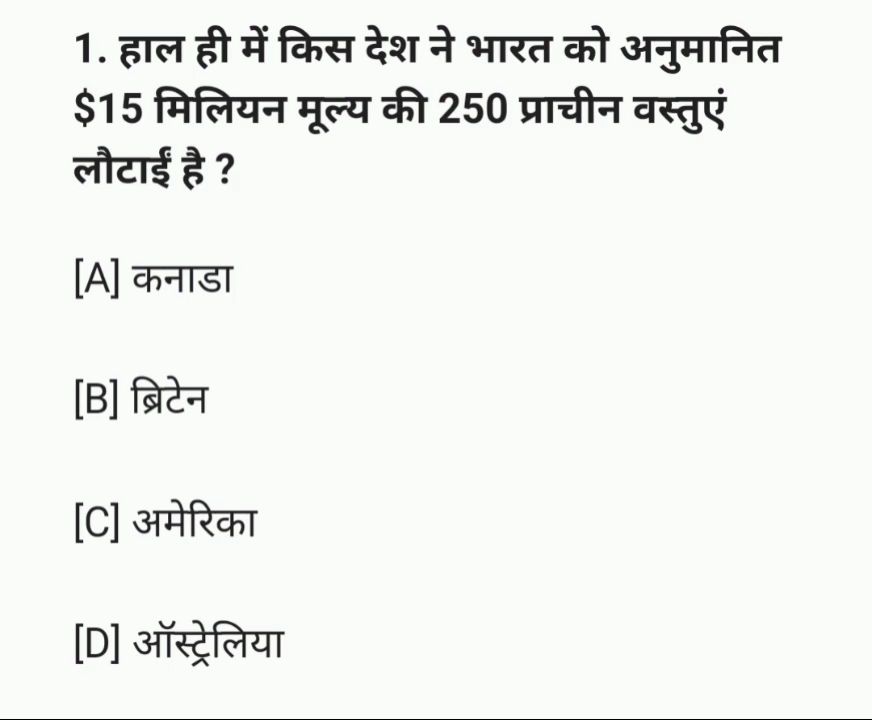 1. हाल ही में किस देश ने भारत को अनुमानित
$15 मिलियन मूल्य की 250 प्राचीन वस्तुएं
लौटाईं है ?
[A] कनाडा
[B] ब्रिटेन
[C] अमेरिका
[D] ऑस्ट्रेलिया